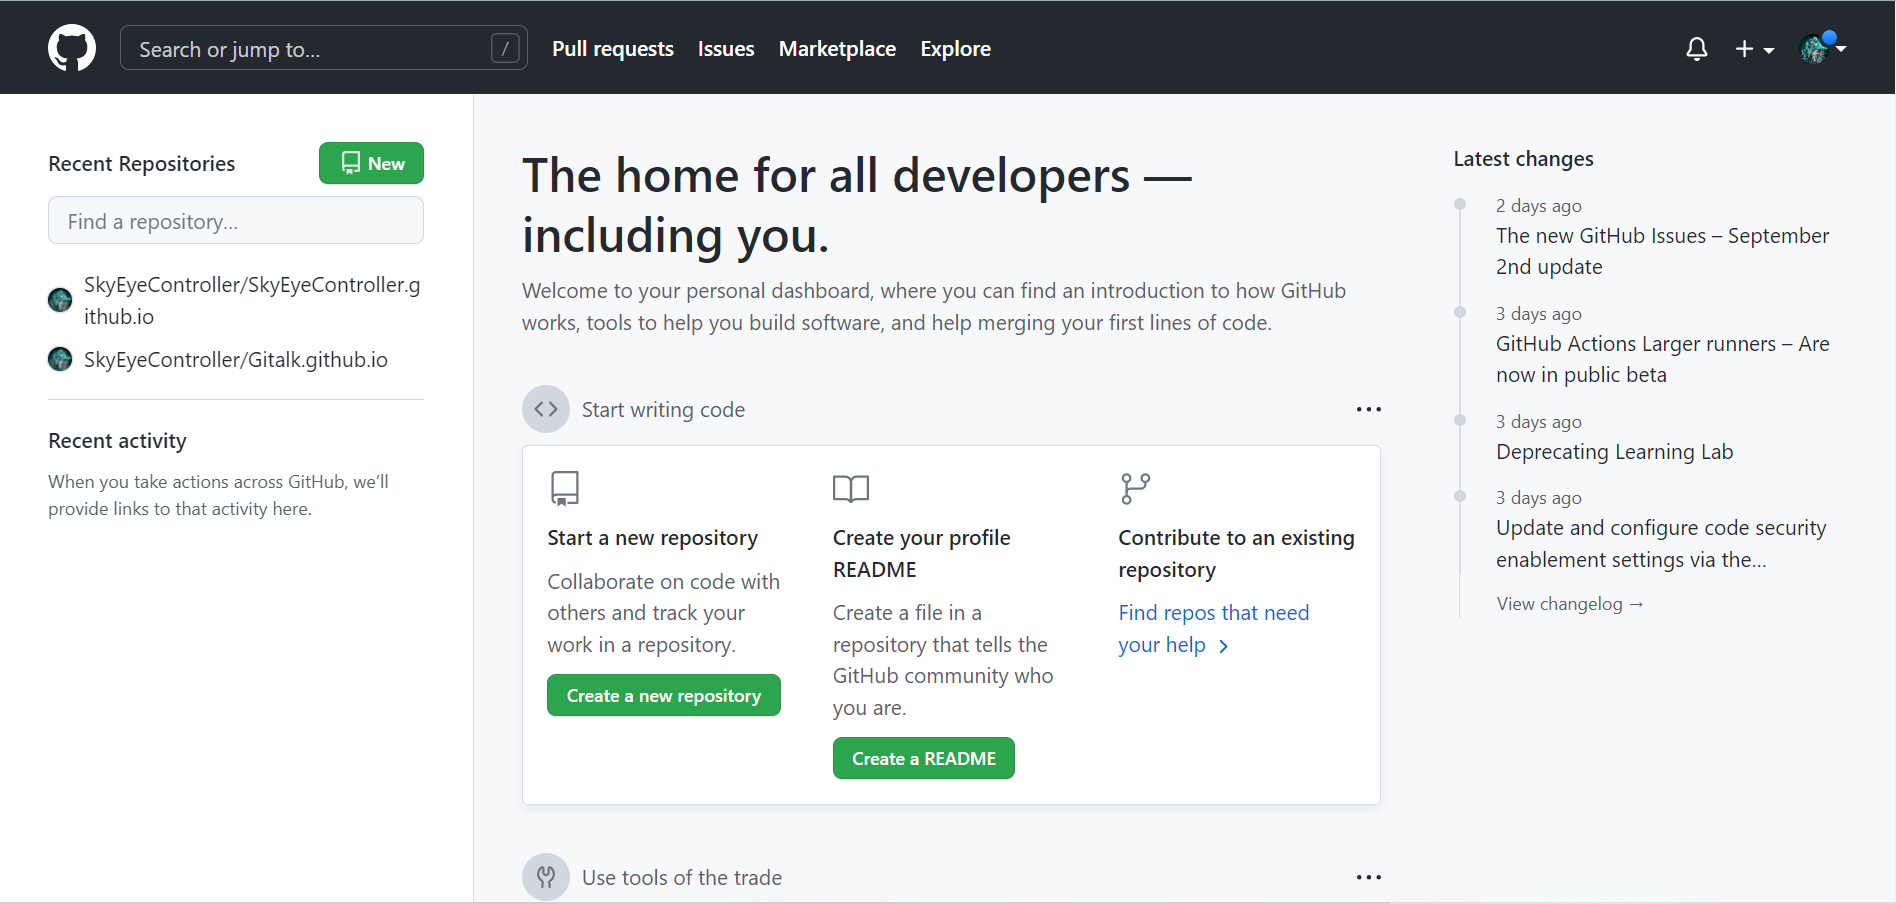 Search or jump to...
/
Pull requests
Issues
Marketplace
Explore
Recent Repositories
New
Find a repository...
SkyEyeController/SkyEyeController.g
ithub.io
SkyEyeController/Gitalk.github.io
Recent activity
When you take actions across GitHub, we'll
provide links to that activity here.
The home for all developers —
including you.
Welcome to your personal dashboard, where you can find an introduction to how GitHub
works, tools to help you build software, and help merging your first lines of code.
Start writing code
Start a new repository
Collaborate on code with
others and track your
work in a repository.
Create a new repository
Create your profile
README
Create a file in a
repository that tells the
GitHub community who
you are.
Create a README
Contribute to an existing
repository
Find repos that need
your help
Use tools of the trade
Latest changes
2 days ago
The new GitHub Issues – September
2nd update
3 days ago
GitHub Actions Larger runners – Are
now in public beta
3 days ago
Deprecating Learning Lab
3 days ago
Update and configure code security
enablement settings via the...
View changelog →